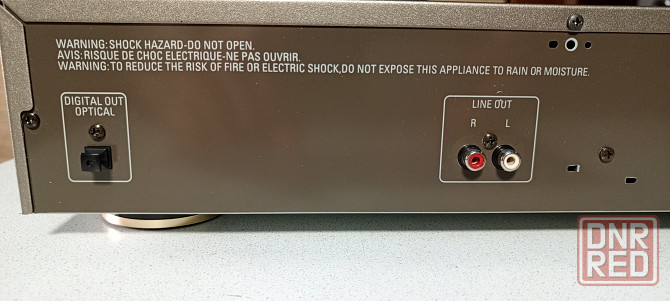 WARNING:SHOCK HAZARD-DO NOT OPEN.
AVIS:RISQUE DE CHOC ELECTRIQUE-NE PAS OUVRIR.
WARNING:TO REDUCE THE RISK OF FIRE OR ELECTRIC SHOCK,DO NOT EXPOSE THIS APPLIANCE TO RAIN OR MOISTURE.
DIGITAL OUT
OPTICAL
LINE OUT
R L
DNR
RED